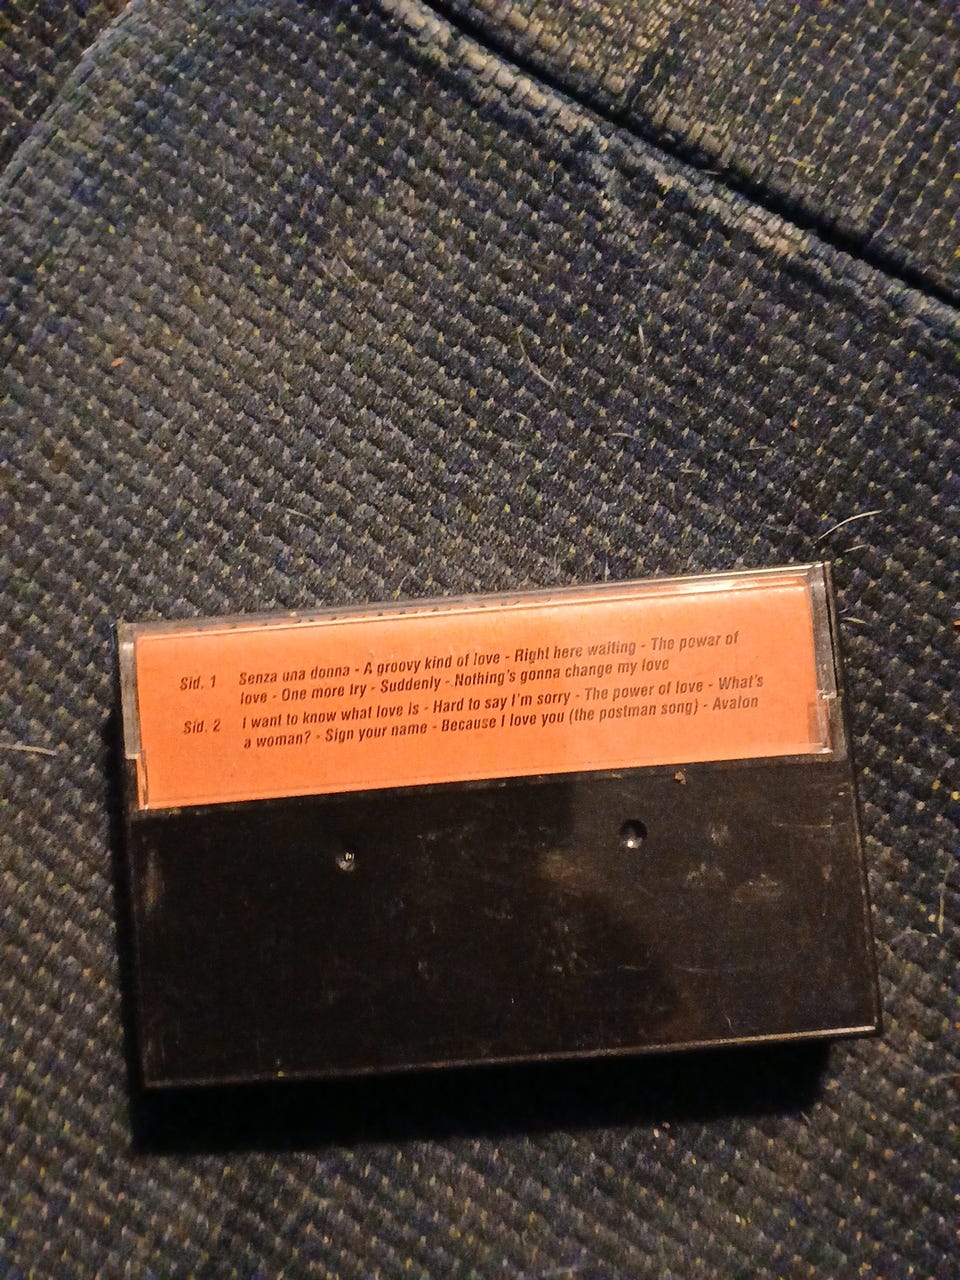 Sid. 1 Senza una donna - A groovy kind of love - Right here waiting - The powar of
love - One more try - Suddenly - Nothing's gonna change my love
Sid. 2 I want to know what love is - Hard to say I'm sorry - The power of love - What's
a woman? - Sign your name - Because I love you (the postman song) - Avalon